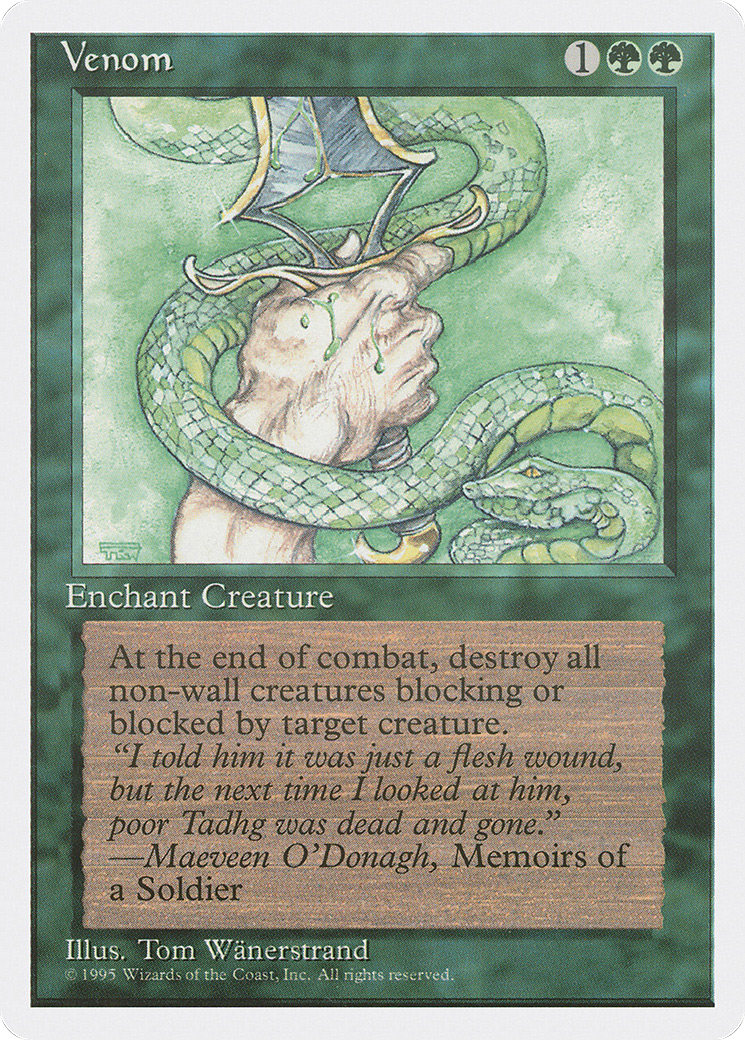 Venom
1
Enchant Creature
At the end of combat, destroy all
non-wall creatures blocking or
blocked by target creature.
“I told him it was just a flesh wound,
but the next time I looked at him,
poor Tadhg was dead and gone.”
—Maeveen O’Donagh, Memoirs of
a Soldier
Illus. Tom Wänerstrand
© 1995 Wizards of the Coast, Inc. All rights reserved.